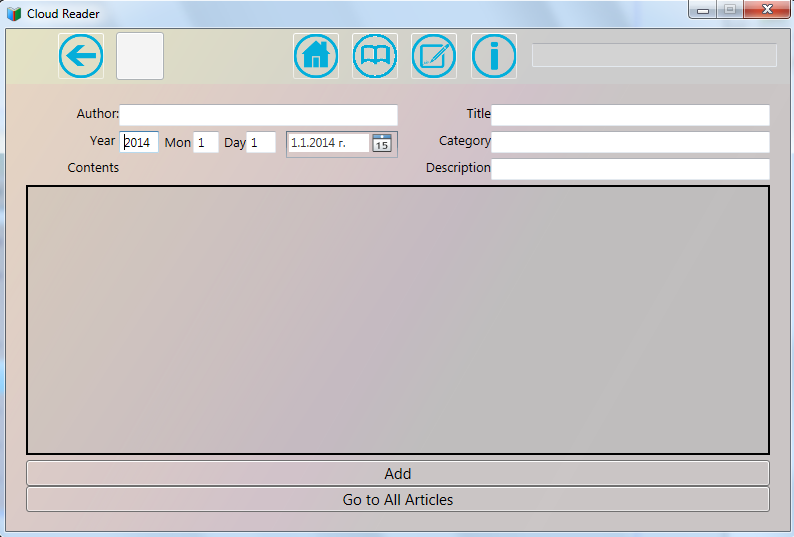 Cloud Reader
Author: Title
Year 2014 Mon 1 Day 1 1.1.2014 г. 15 Category
Contents Description
Add
Go to All Articles